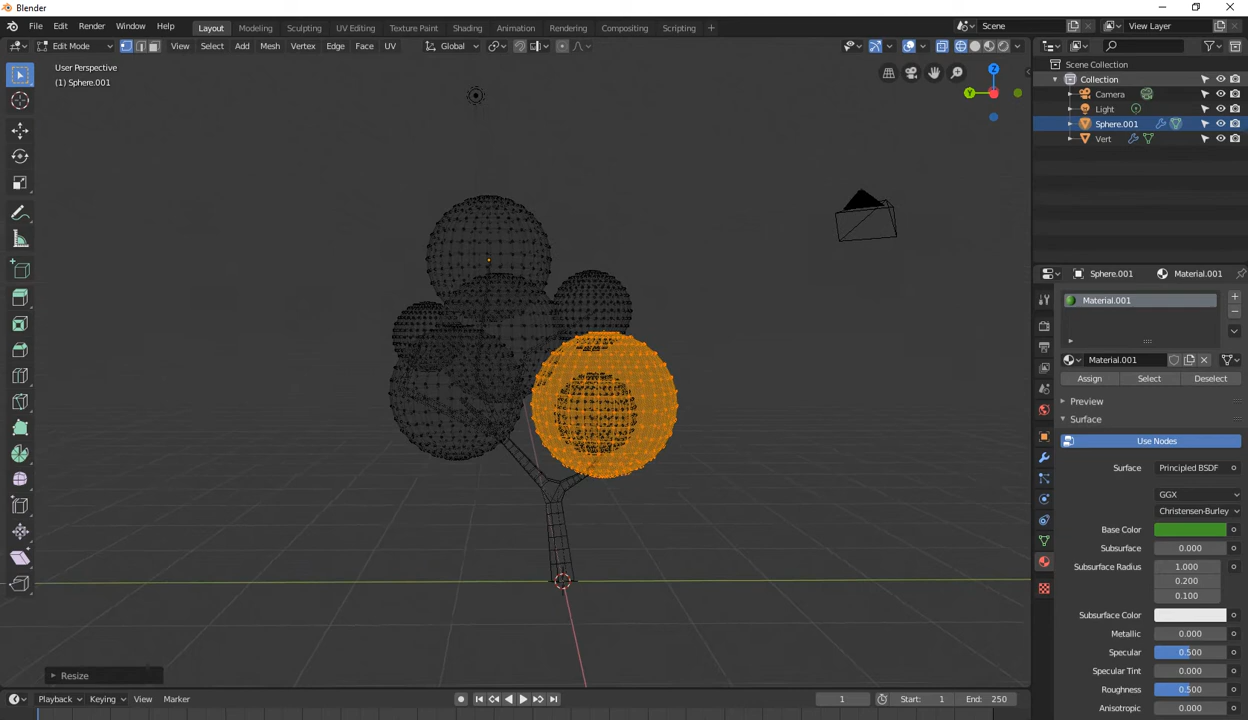 Blender
File Edit Render Window Help Layout Modeling Sculpting UV Editing Texture Paint Shading Animation Rendering Compositing Scripting + Scene View Layer
Edit Mode View Select Add Mesh Vertex Edge Face UV Global
User Perspective
(1) Sphere.001
Z
Y
Scene Collection
Collection
Camera
Light
Sphere.001
Vert
Sphere.001 Material.001
Material.001
Material.001
Assign Select Deselect
Preview
Surface
Use Nodes
Surface Principled BSDF
GGX
Christensen-Burley
Base Color
Subsurface 0.000
Subsurface Radius 1.000
0.200
0.100
Subsurface Color
Metallic 0.000
Specular 0.500
Specular Tint 0.000
Roughness 0.500
Anisotropic 0.000
Resize
Playback Keying View Marker 1 Start: 1 End: 250